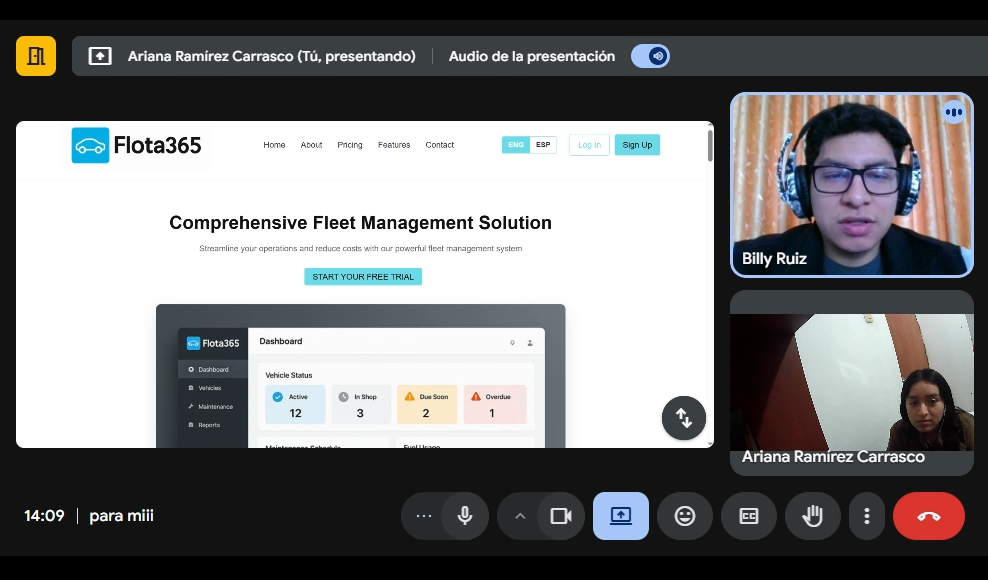 Ariana Ramírez Carrasco (Tú, presentando)
Audio de la presentación
Flota365
Home About Pricing Features Contact
ENG ESP
Log In
Sign Up
Comprehensive Fleet Management Solution
Streamline your operations and reduce costs with our powerful fleet management system
START YOUR FREE TRIAL
Flota365
Dashboard
Vehicles
Maintenance
Reports
Dashboard
Vehicle Status
Active
12
In Shop
3
Due Soon
2
Overdue
1
Maintenance Schedule
Fuel Usage
Billy Ruiz
Ariana Ramírez Carrasco
14:09
para miii
CC